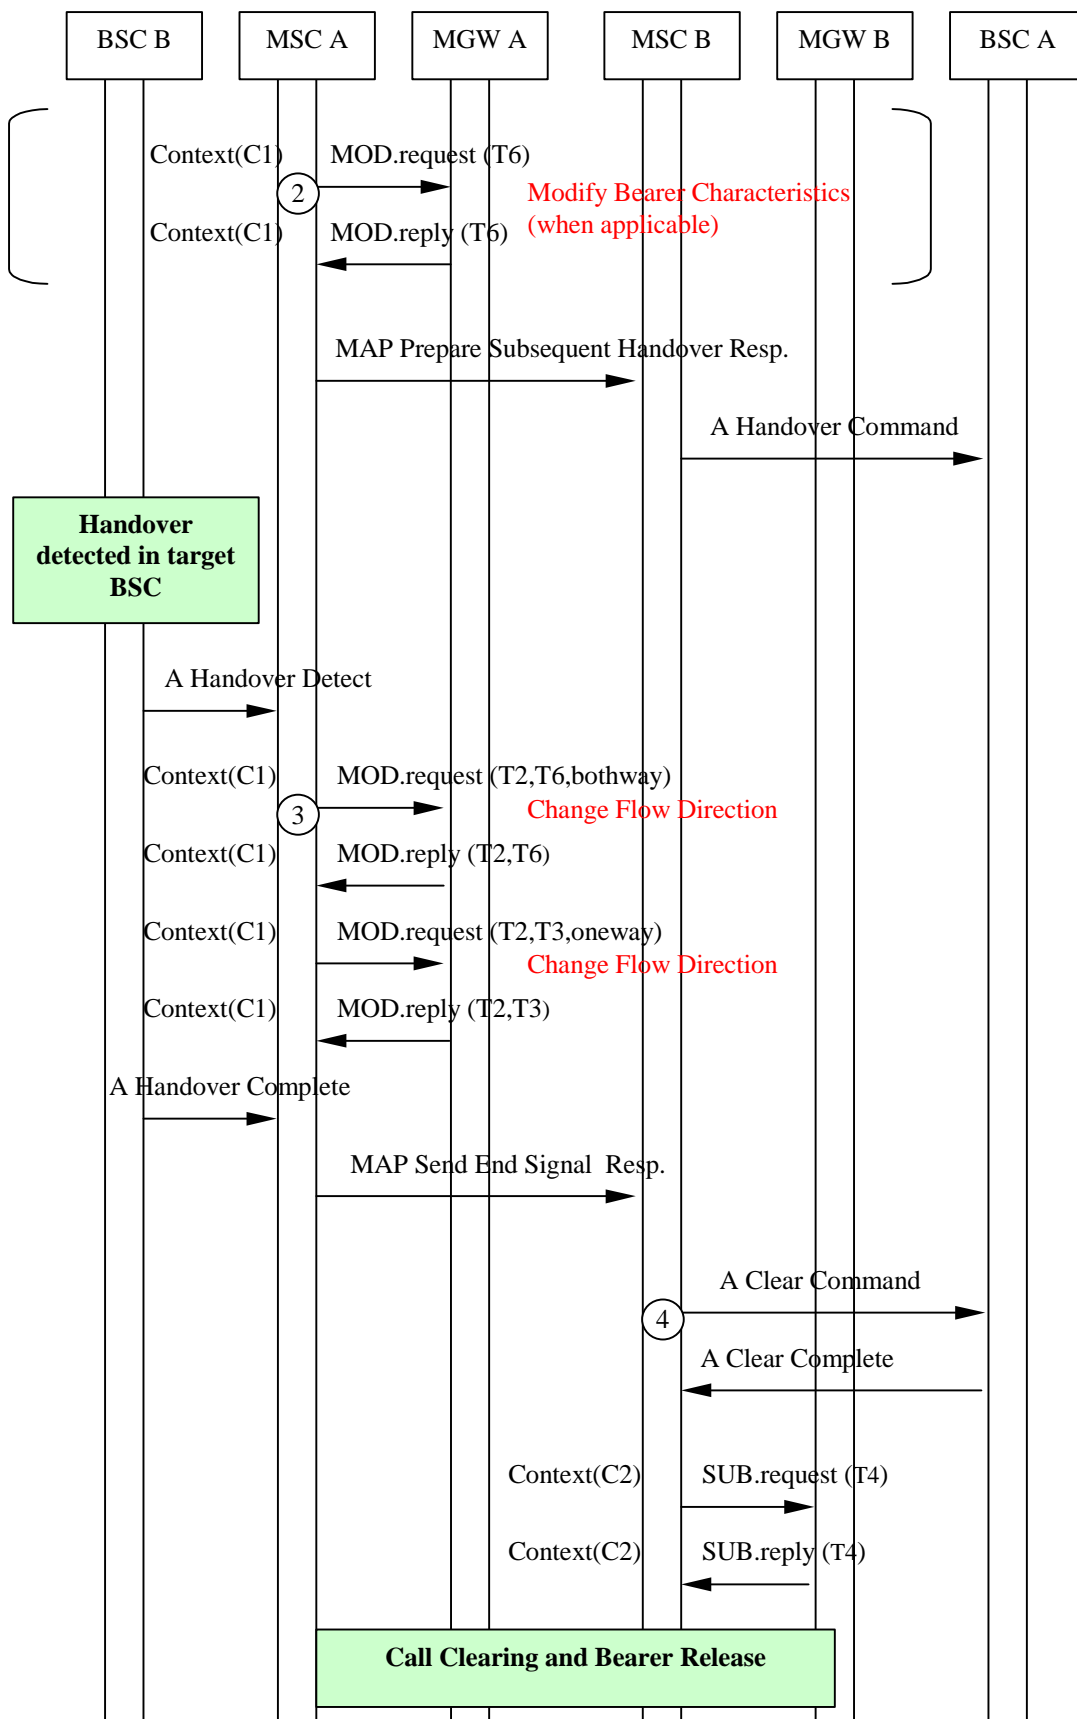 BSC B MSC A MGW A MSC B MGW B BSC A
Context(C1) MOD.request (T6)
2
Modify Bearer Characteristics
(when applicable)
Context(C1) MOD.reply (T6)
MAP Prepare Subsequent Handover Resp.
A Handover Command
Handover
detected in target
BSC
A Handover Detect
Context(C1) MOD.request (T2,T6,bothway)
3
Change Flow Direction
Context(C1) MOD.reply (T2,T6)
Context(C1) MOD.request (T2,T3,oneway)
Change Flow Direction
Context(C1) MOD.reply (T2,T3)
A Handover Complete
MAP Send End Signal Resp.
A Clear Command
4
A Clear Complete
Context(C2) SUB.request (T4)
Context(C2) SUB.reply (T4)
Call Clearing and Bearer Release